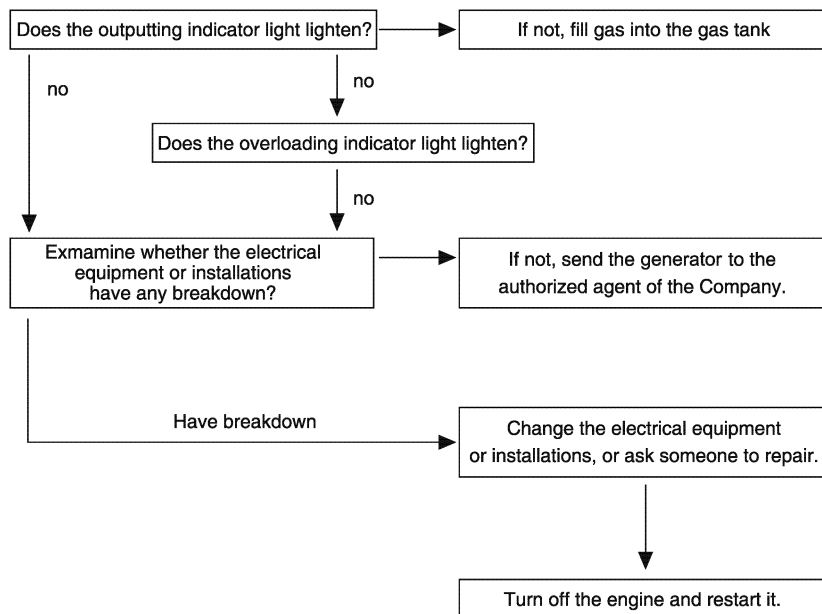 Does the outputting indicator light lighten?
If not, fill gas into the gas tank
no
no
Does the overloading indicator light lighten?
no
Exmamine whether the electrical
equipment or installations
have any breakdown?
If not, send the generator to the
authorized agent of the Company.
Have breakdown
Change the electrical equipment
or installations, or ask someone to repair.
Turn off the engine and restart it.